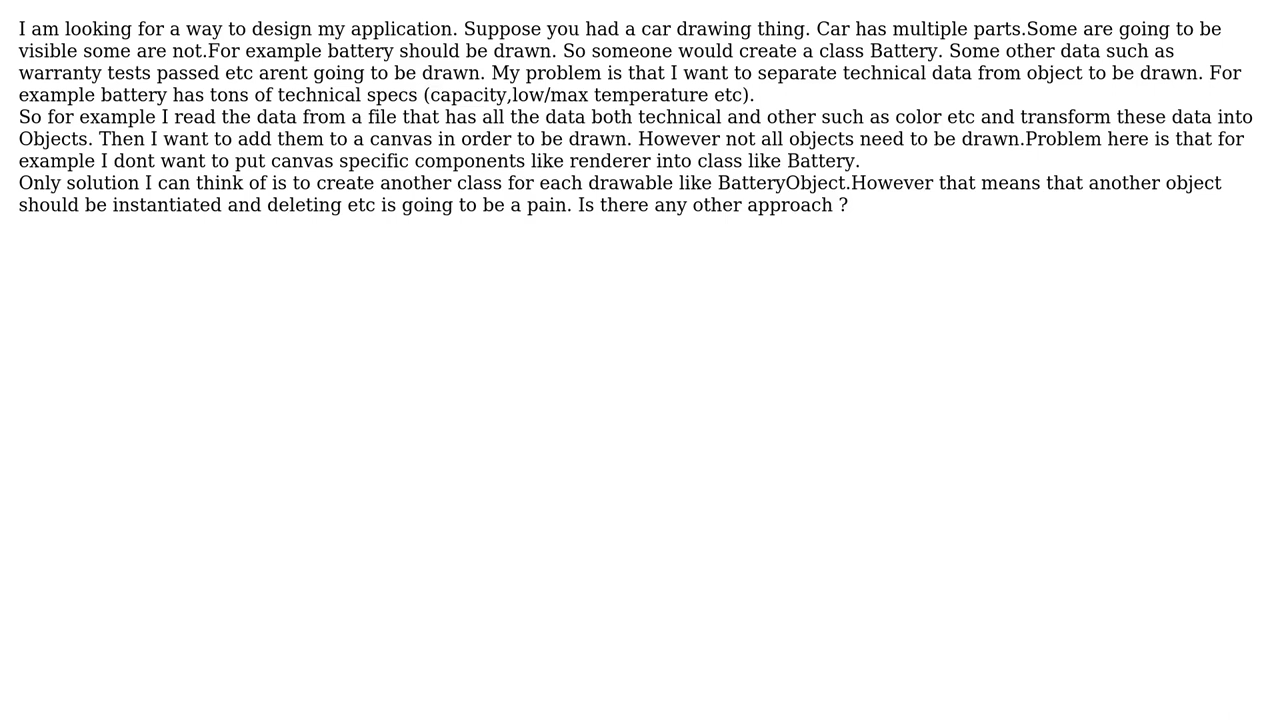 I am looking for a way to design my application. Suppose you had a car drawing thing. Car has multiple parts.Some are going to be
visible some are not.For example battery should be drawn. So someone would create a class Battery. Some other data such as
warranty tests passed etc arent going to be drawn. My problem is that I want to separate technical data from object to be drawn. For
example battery has tons of technical specs (capacity,low/max temperature etc).
So for example I read the data from a file that has all the data both technical and other such as color etc and transform these data into
Objects. Then I want to add them to a canvas in order to be drawn. However not all objects need to be drawn.Problem here is that for
example I dont want to put canvas specific components like renderer into class like Battery.
Only solution I can think of is to create another class for each drawable like BatteryObject.However that means that another object
should be instantiated and deleting etc is going to be a pain. Is there any other approach ?